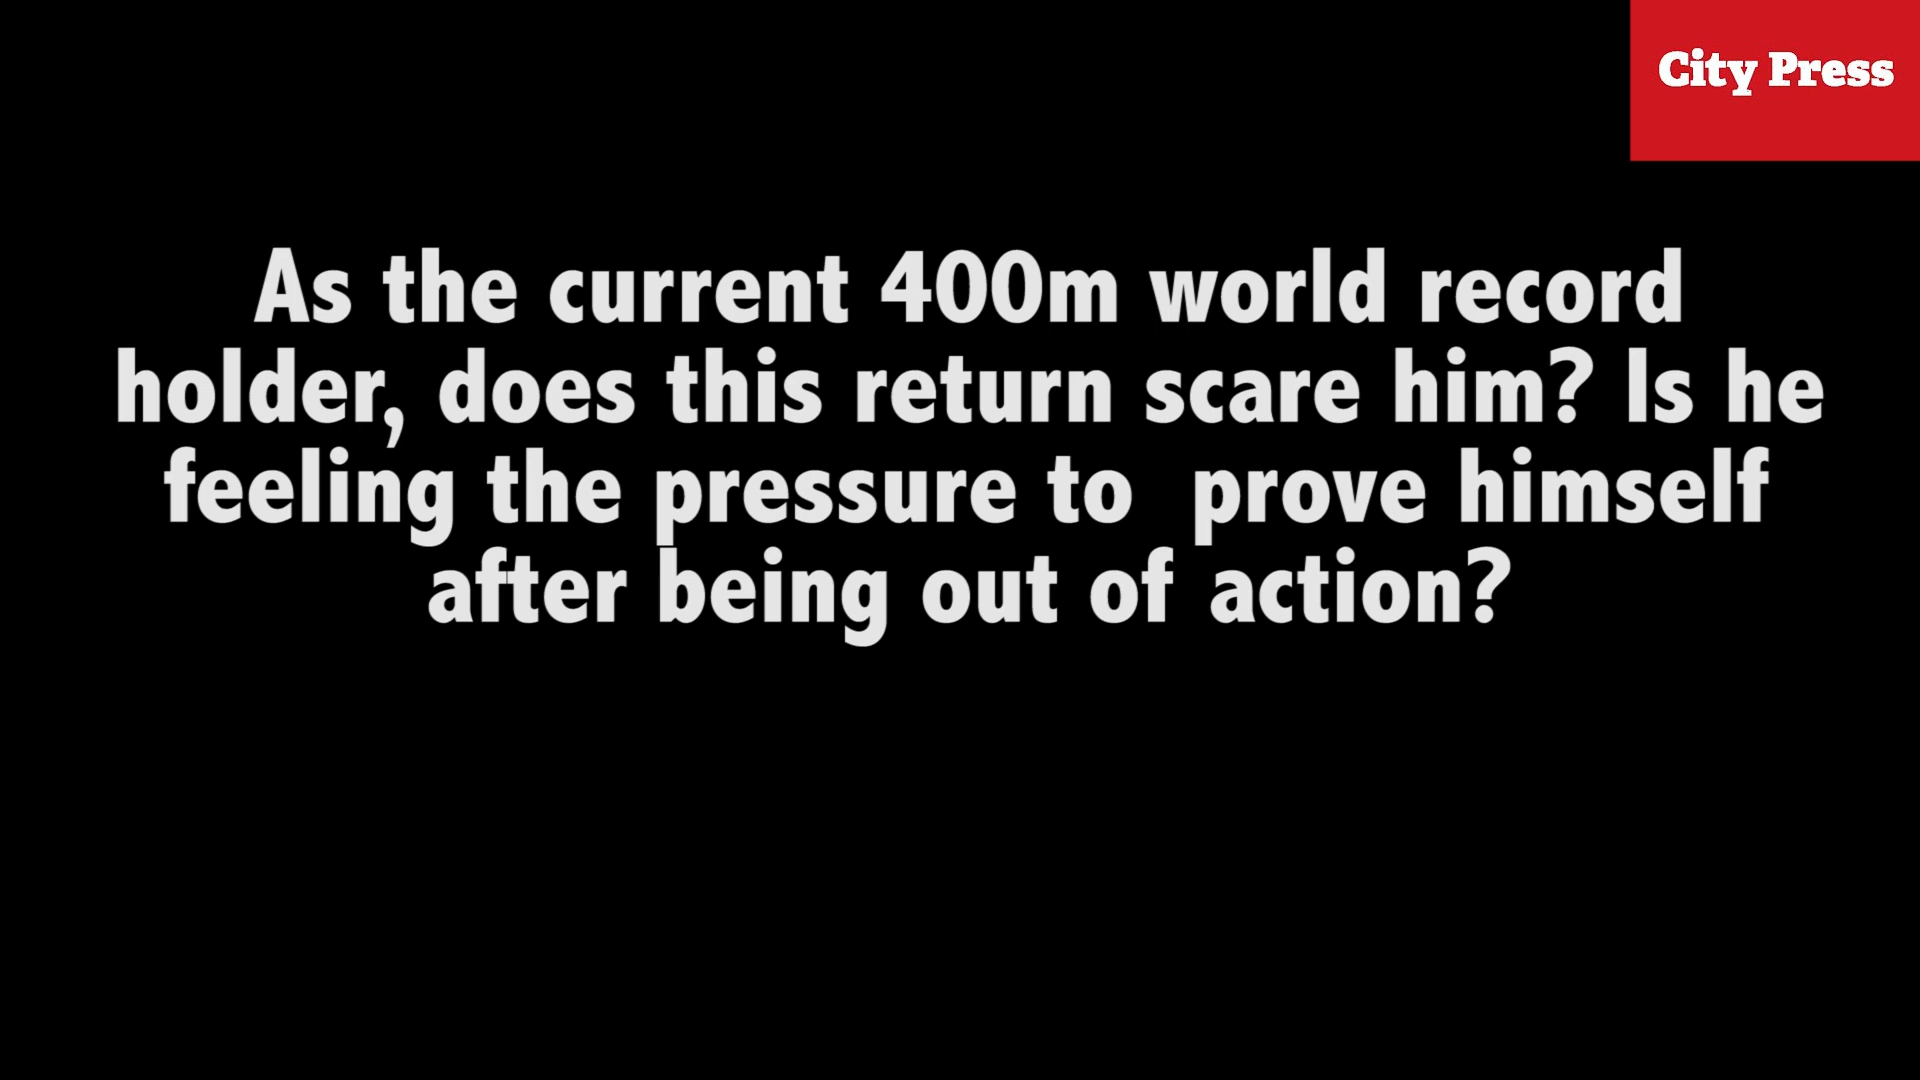 City Press
As the current 400m world record
holder, does this return scare him? Is he
feeling the pressure to  prove himself
after being out of action?